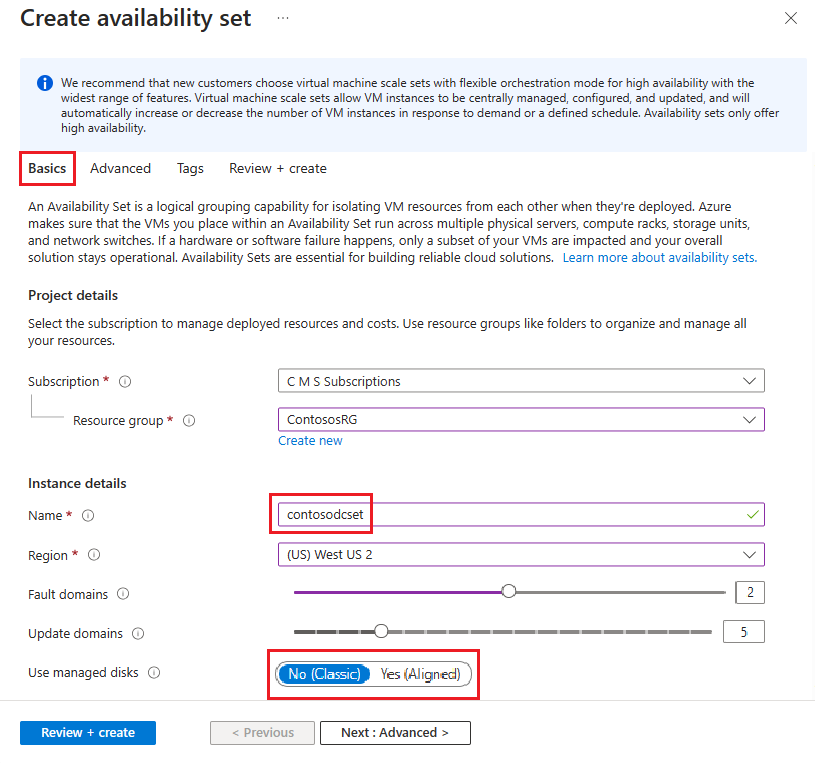 Create availability set ...
We recommend that new customers choose virtual machine scale sets with flexible orchestration mode for high availability with the
widest range of features. Virtual machine scale sets allow VM instances to be centrally managed, configured, and updated, and will
automatically increase or decrease the number of VM instances in response to demand or a defined schedule. Availability sets only offer
high availability.
Basics Advanced Tags Review + create
An Availability Set is a logical grouping capability for isolating VM resources from each other when they're deployed. Azure
makes sure that the VMs you place within an Availability Set run across multiple physical servers, compute racks, storage units,
and network switches. If a hardware or software failure happens, only a subset of your VMs are impacted and your overall
solution stays operational. Availability Sets are essential for building reliable cloud solutions. Learn more about availability sets.
Project details
Select the subscription to manage deployed resources and costs. Use resource groups like folders to organize and manage all
your resources.
Subscription * C M S Subscriptions
Resource group * ContososRG
Create new
Instance details
Name * contosodcset
Region * (US) West US 2
Fault domains 2
Update domains 5
Use managed disks No (Classic) Yes (Aligned)
Review + create < Previous Next : Advanced >